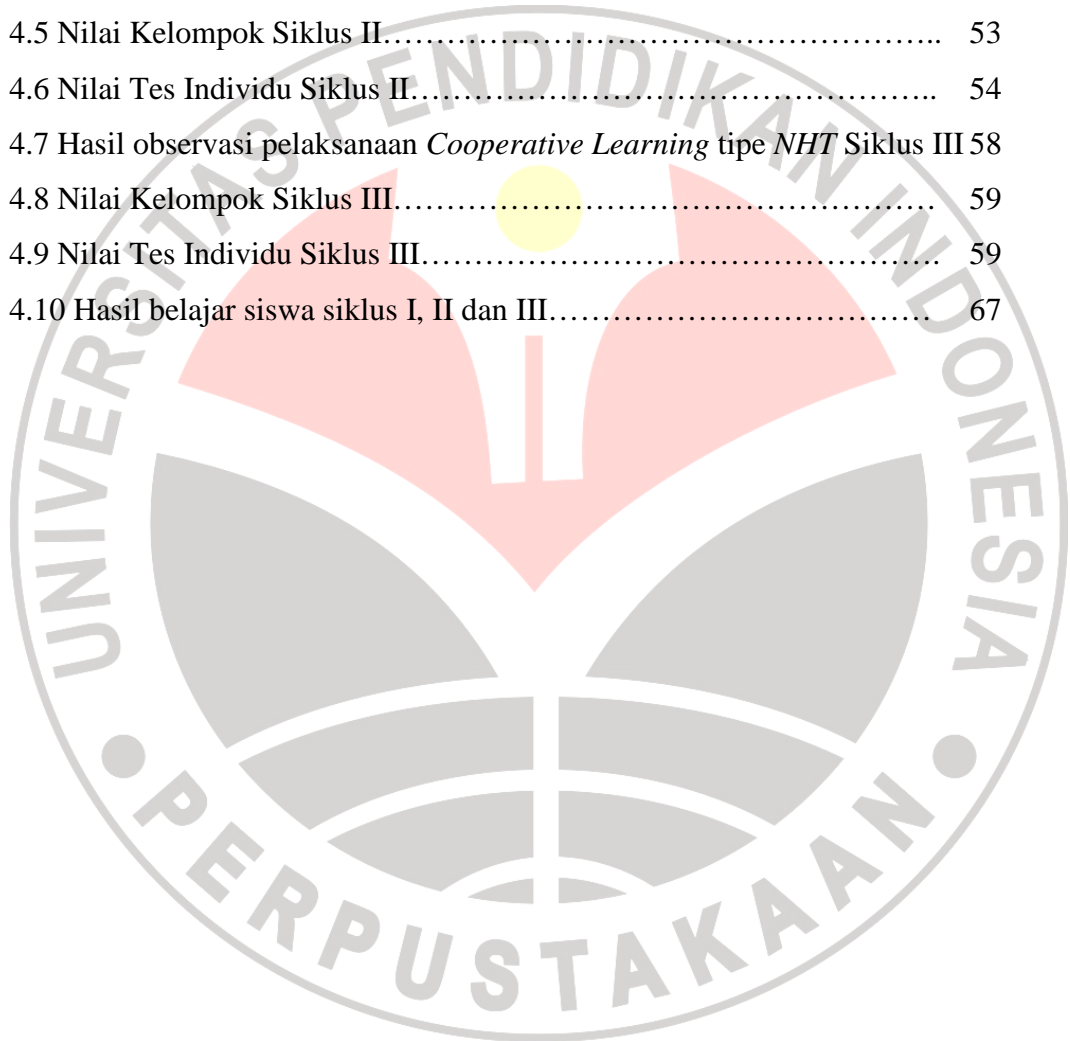 4.5 Nilai Kelompok Siklus II…………………………………………………….. 53
4.6 Nilai Tes Individu Siklus II………………………………………………….. 54
4.7 Hasil observasi pelaksanaan Cooperative Learning tipe NHT Siklus III 58
4.8 Nilai Kelompok Siklus III…………………………………………………… 59
4.9 Nilai Tes Individu Siklus III…………………………………………………. 59
4.10 Hasil belajar siswa siklus I, II dan III……………………………………… 67
UNIVERSITAS PENDIDIKAN INDONESIA
PERPUSTAKAAN